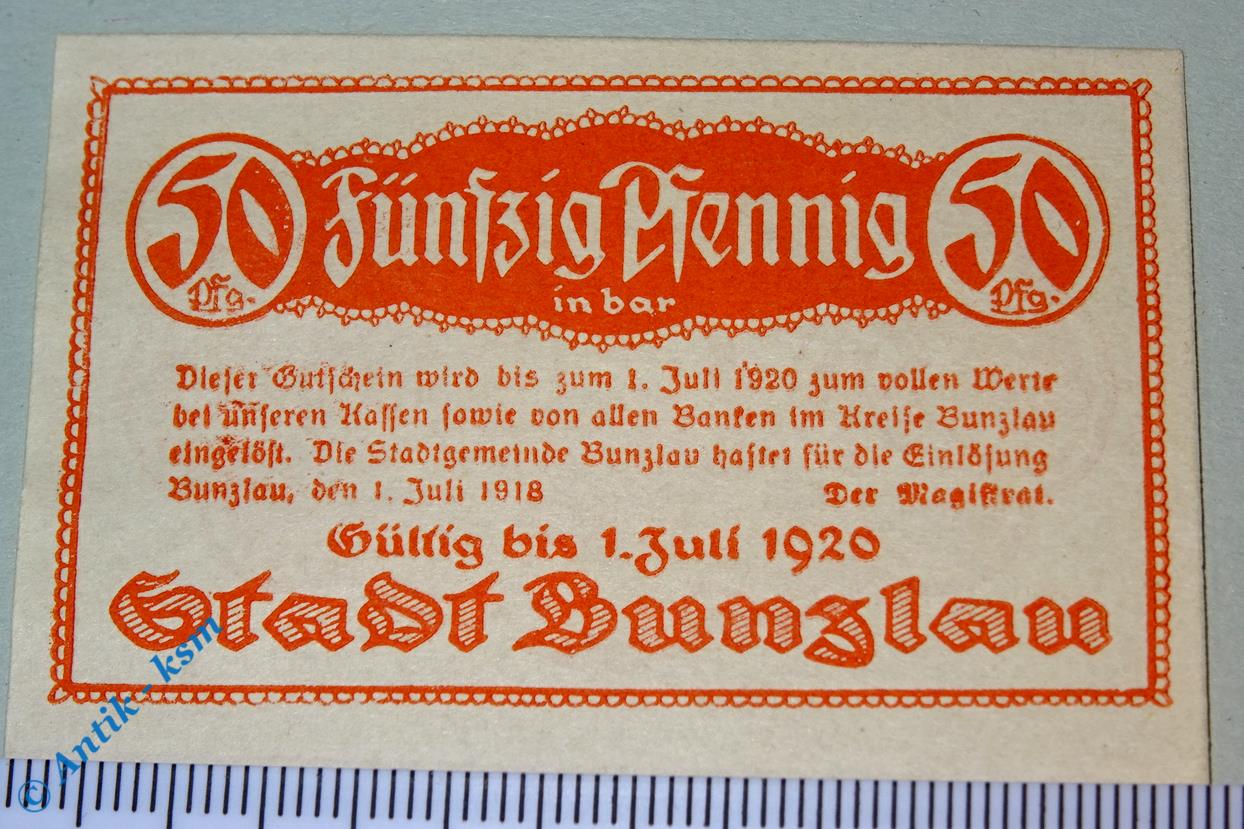 50 Pfg.
Fünfzig Pfennig
in bar
50 Pfg.
Dieser Gutschein wird bis zum 1. Juli 1920 zum vollen Werte
bei unseren Kassen sowie von allen Banken im Kreise Bunzlau
eingelöst. Die Stadtgemeinde Bunzlau haftet für die Einlösung
Bunzlau, den 1. Juli 1918 Der Magistrat.
Gültig bis 1. Juli 1920
Stadt Bunzlau
© Antik - ksm